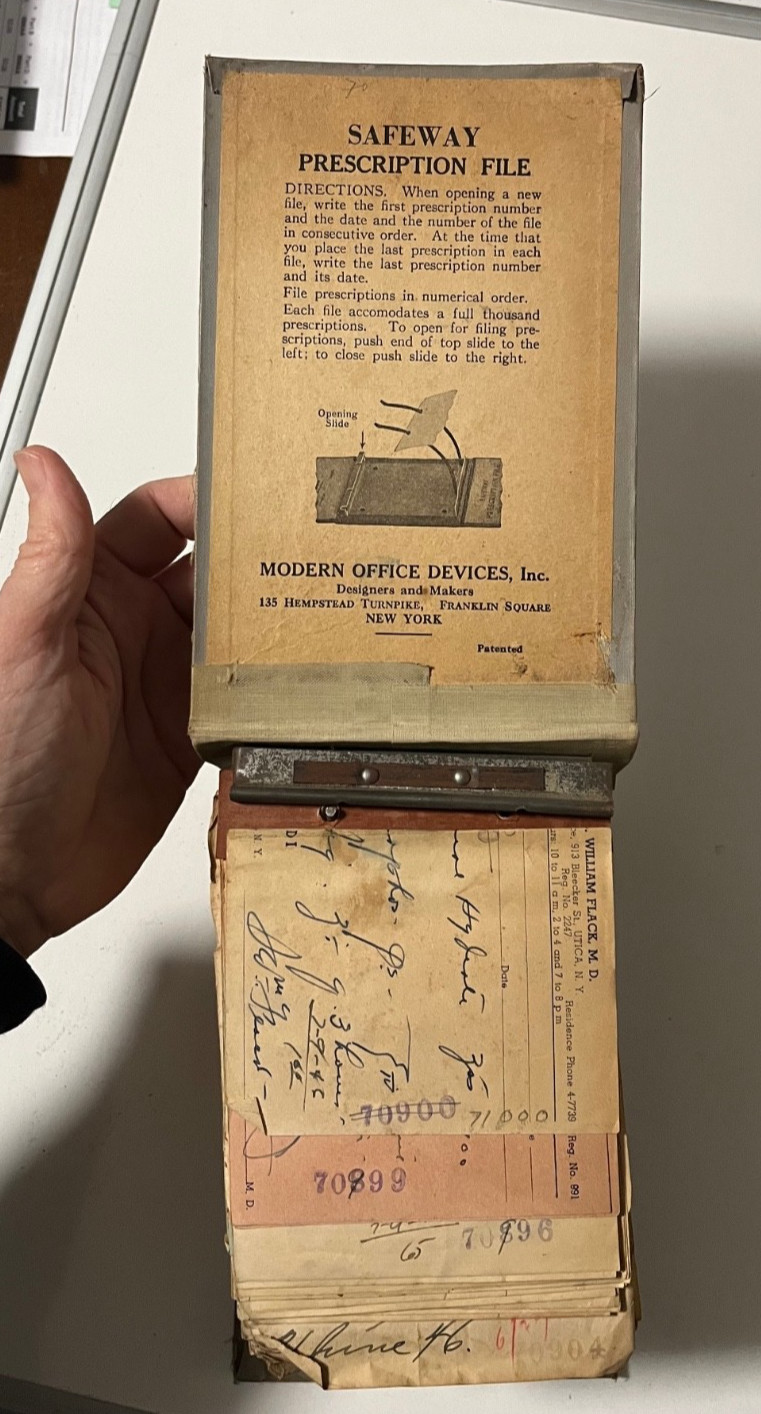 SAFEWAY
PRESCRIPTION FILE
DIRECTIONS. When opening a new
file, write the first prescription number
and the date and the number of the file
in consecutive order. At the time that
you place the last prescription in each
file, write the last prescription number
and its date.
File prescriptions in numerical order.
Each file accomodates a full thousand
prescriptions. To open for filing pre-
scriptions, push end of top slide to the
left; to close push slide to the right.
Opening
Slide
MODERN OFFICE DEVICES, Inc.
Designers and Makers
135 HEMPSTEAD TURNPIKE, FRANKLIN SQUARE
NEW YORK
Patented
WILLIAM FLACK, M. D.
913 Bleecker St., UTICA, N. Y. Residence Phone 4-7739
Reg. No. 2247 Reg. No. 991
10 to 11 a m, 2 to 4 and 7 to 8 p m
Date
N. Y.
70900 71000
70899
M. D.
70896
June 46.